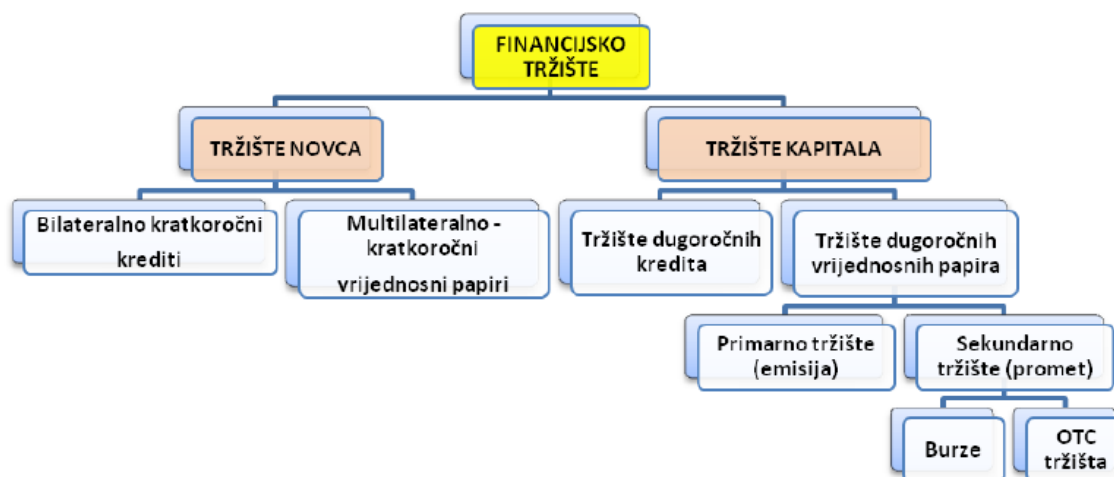 FINANCIJSKO
TRŽIŠTE
TRŽIŠTE NOVCA
TRŽIŠTE KAPITALA
Bilateralno kratkoročni
krediti
Multilateralno -
kratkoročni
vrijednosni papiri
Tržište dugoročnih
kredita
Tržište dugoročnih
vrijednosnih papira
Primarno tržište
(emisija)
Sekundarno
tržište (promet)
Burze
OTC
tržišta